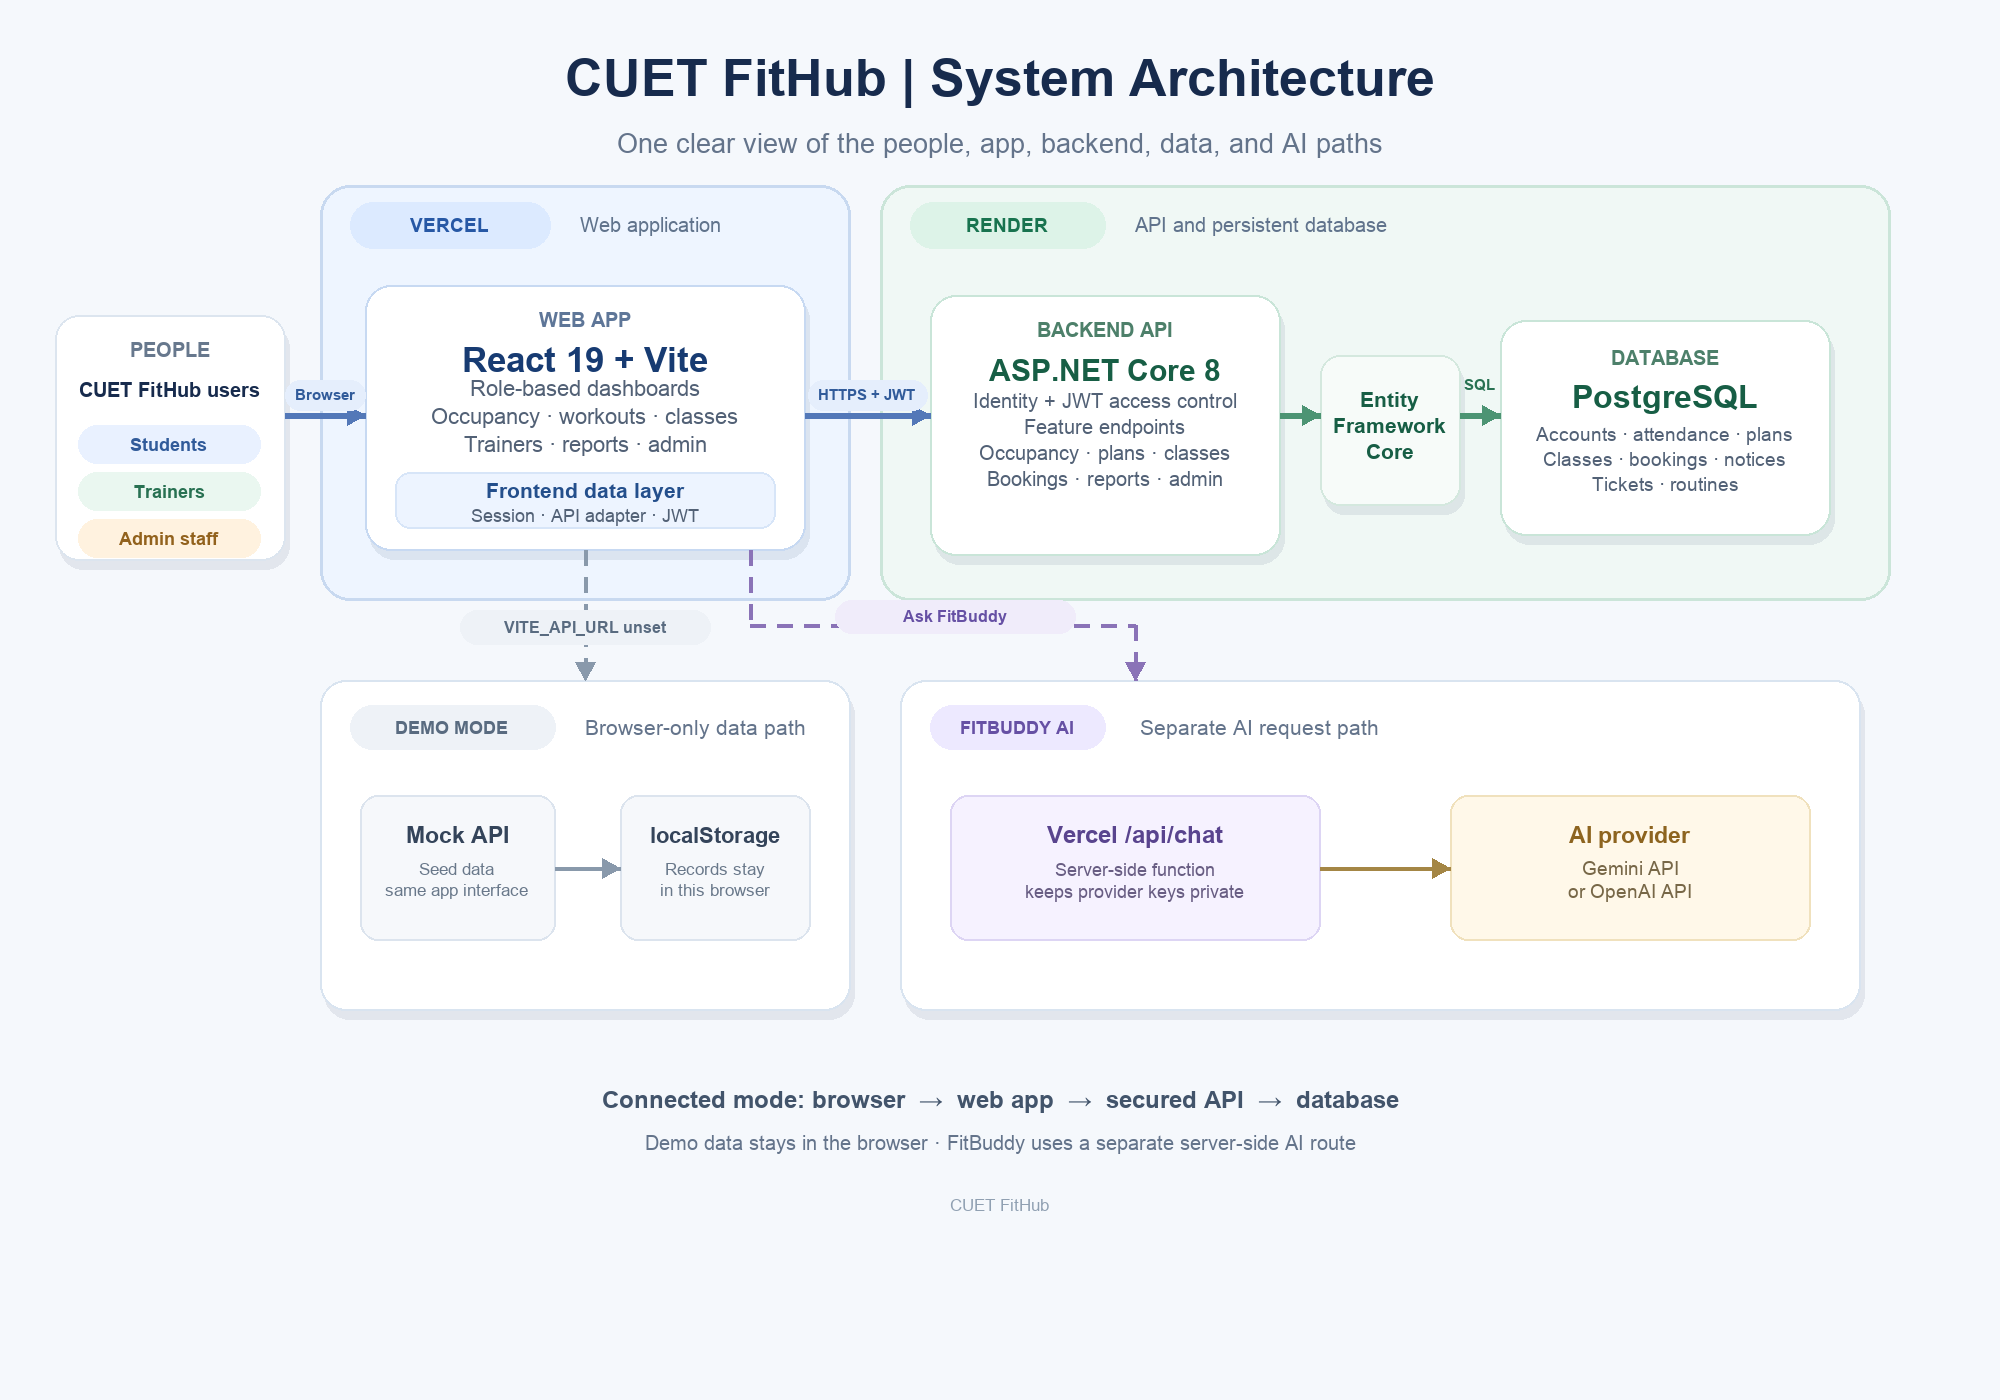 CUET FitHub | System Architecture
One clear view of the people, app, backend, data, and AI paths
VERCEL
Web application
RENDER
API and persistent database
PEOPLE
CUET FitHub users
Students
Trainers
Admin staff
Browser
WEB APP
React 19 + Vite
Role-based dashboards
Occupancy · workouts · classes
Trainers · reports · admin
Frontend data layer
Session · API adapter · JWT
HTTPS + JWT
BACKEND API
ASP.NET Core 8
Identity + JWT access control
Feature endpoints
Occupancy · plans · classes
Bookings · reports · admin
Entity
Framework
Core
SQL
DATABASE
PostgreSQL
Accounts · attendance · plans
Classes · bookings · notices
Tickets · routines
VITE_API_URL unset
Ask FitBuddy
DEMO MODE
Browser-only data path
Mock API
Seed data
same app interface
localStorage
Records stay
in this browser
FITBUDDY AI
Separate AI request path
Vercel /api/chat
Server-side function
keeps provider keys private
AI provider
Gemini API
or OpenAI API
Connected mode: browser → web app → secured API → database
Demo data stays in the browser · FitBuddy uses a separate server-side AI route
CUET FitHub